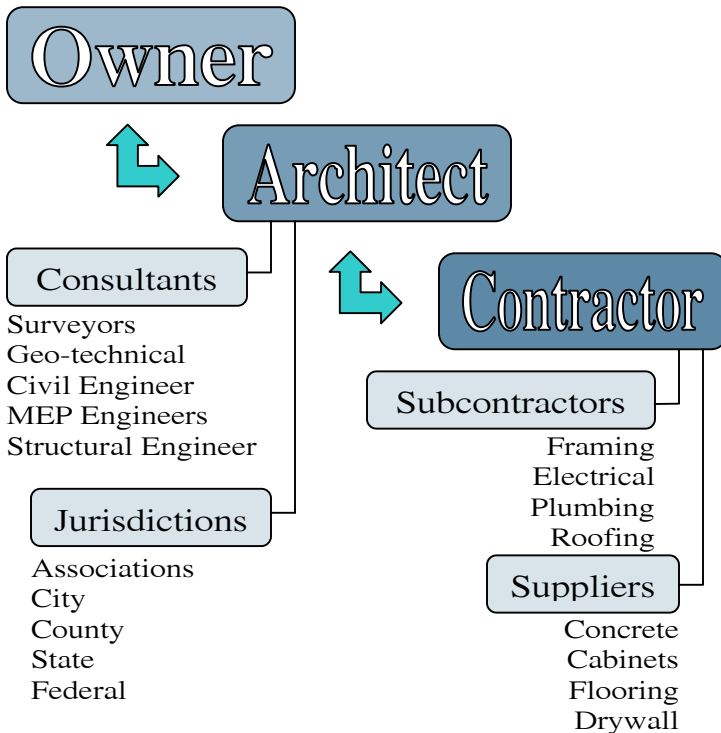 Owner
Architect
Consultants
Surveyors
Geo-technical
Civil Engineer
MEP Engineers
Structural Engineer
Jurisdictions
Associations
City
County
State
Federal
Contractor
Subcontractors
Framing
Electrical
Plumbing
Roofing
Suppliers
Concrete
Cabinets
Flooring
Drywall